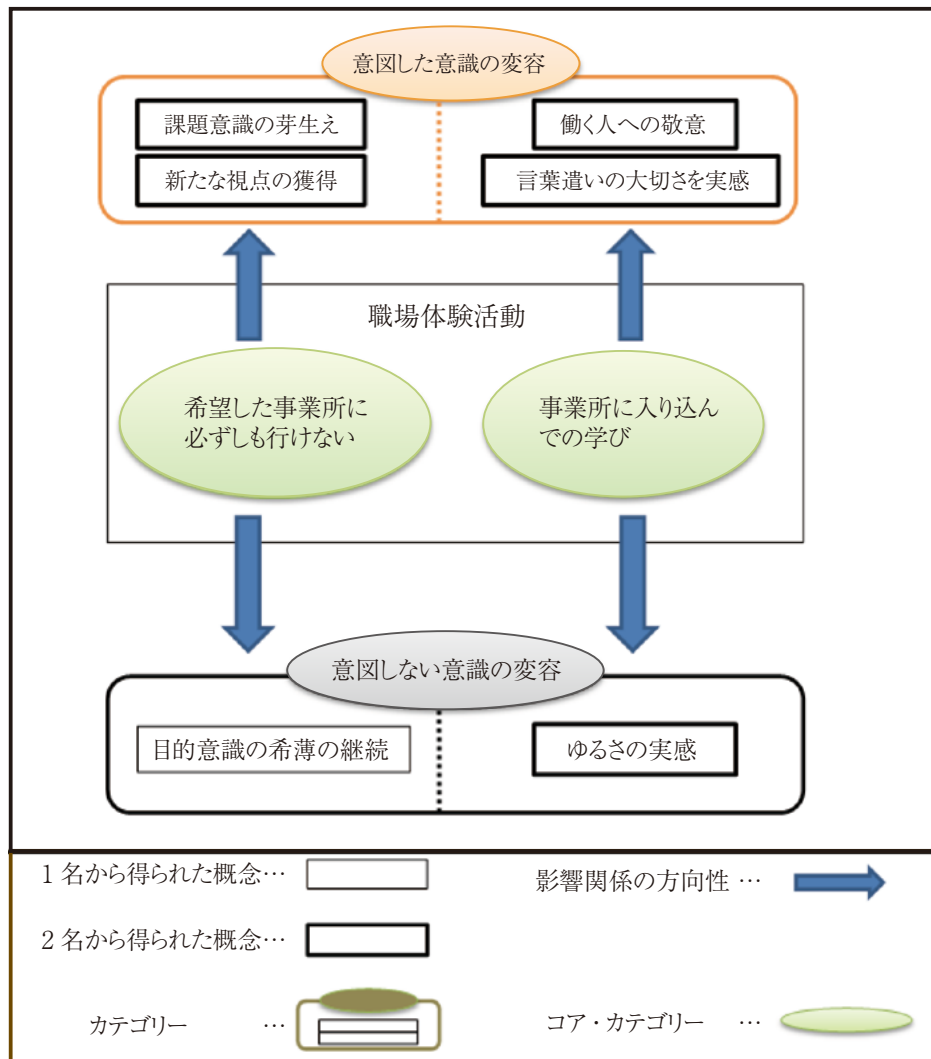 意図した意識の変容
課題意識の芽生え
新たな視点の獲得
働く人への敬意
言葉遣いの大切さを実感
職場体験活動
希望した事業所に
必ずしも行けない
事業所に入り込ん
での学び
意図しない意識の変容
目的意識の希薄の継続
ゆるさの実感
1名から得られた概念…
影響関係の方向性 …
2名から得られた概念…
カテゴリー …
コア・カテゴリー …